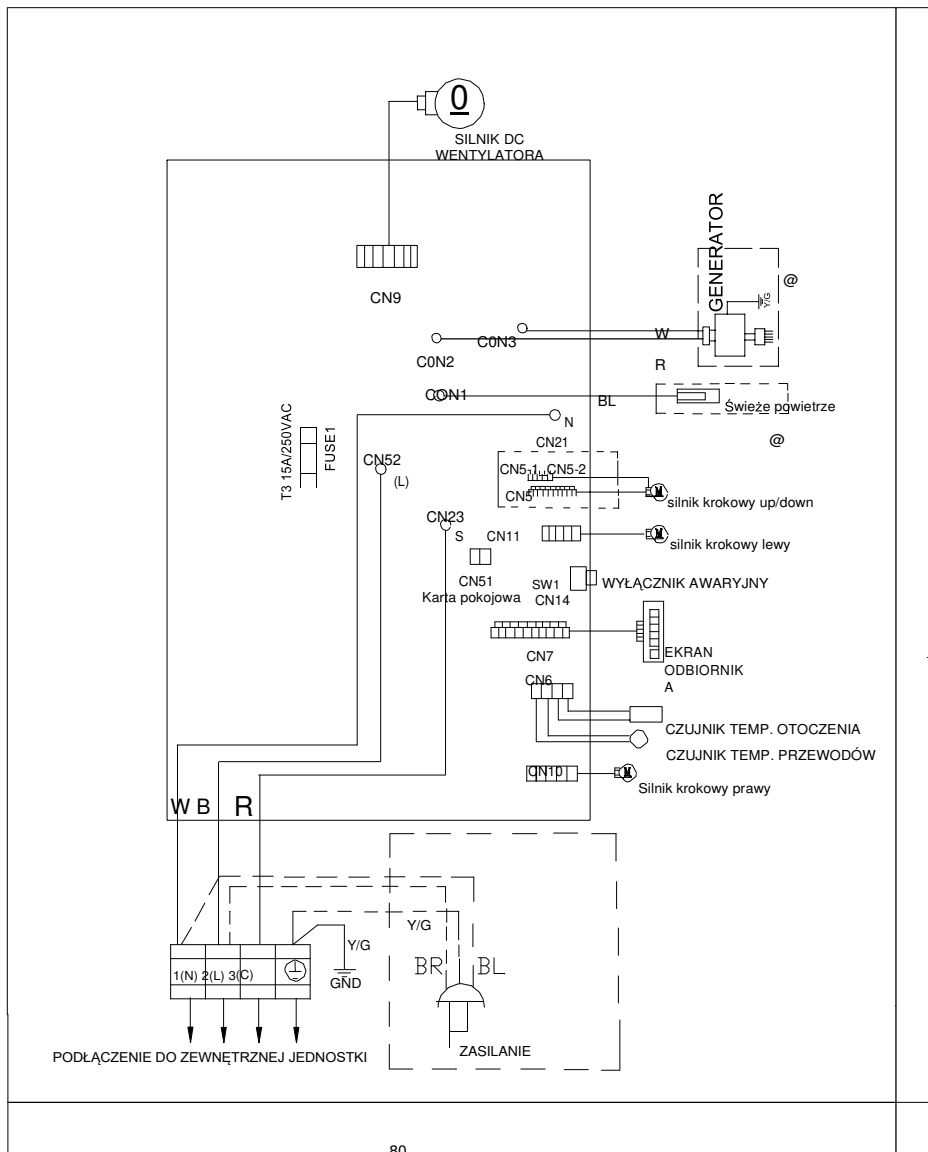 0
SILNIK DC
WENTYLATORA
GENERATOR
@
Y/G
CN9
C0N3
W
C0N2
R
CON1
BL
Świeże powietrze
N
@
T3 15A/250VAC
FUSE1
CN21
CN52
(L)
CN5-1
CN5-2
CN5
M
silnik krokowy up/down
CN23
S
CN11
M
silnik krokowy lewy
CN51
Karta pokojowa
SW1
CN14
WYŁĄCZNIK AWARYJNY
CN7
EKRAN
ODBIORNIK
A
CN6
CZUJNIK TEMP. OTOCZENIA
CZUJNIK TEMP. PRZEWODÓW
CN10
M
Silnik krokowy prawy
W B R
Y/G
Y/G
BR
BL
1(N) 2(L) 3(C)
GND
ZASILANIE
PODŁĄCZENIE DO ZEWNĘTRZNEJ JEDNOSTKI
80